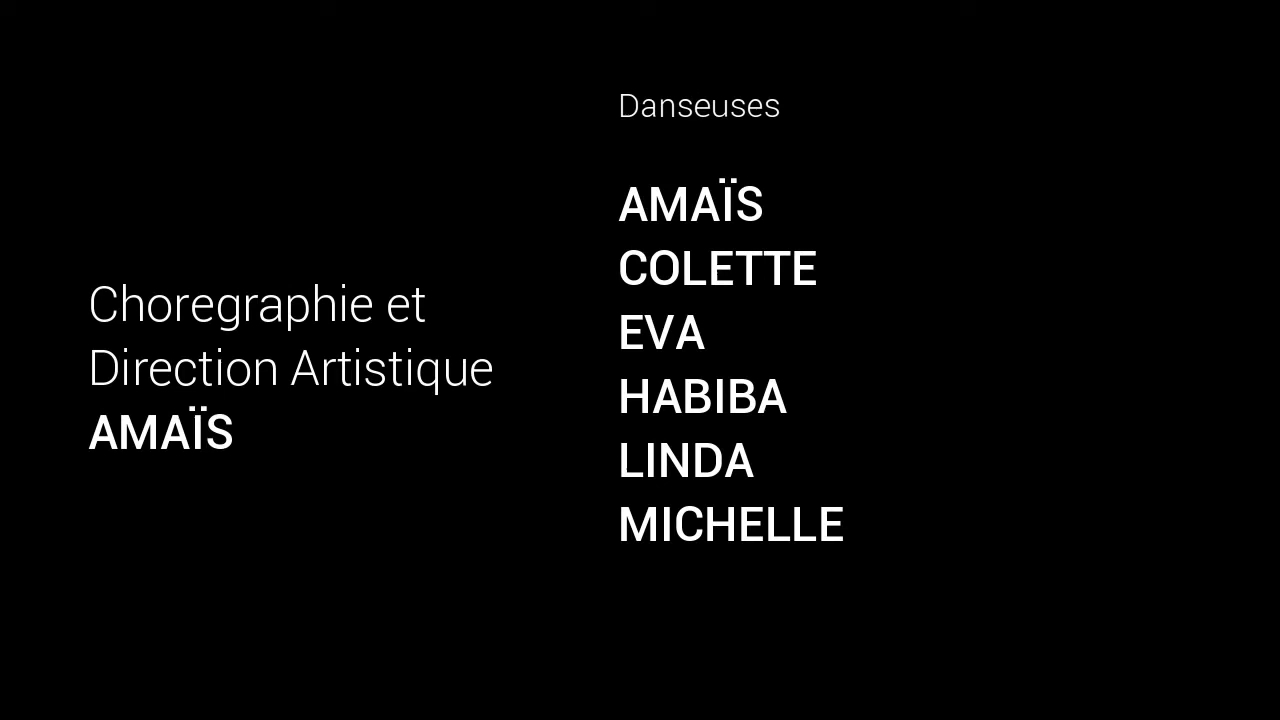 Choregraphie et
Direction Artistique
AMAÏS
Danseuses
AMAÏS
COLETTE
EVA
HABIBA
LINDA
MICHELLE